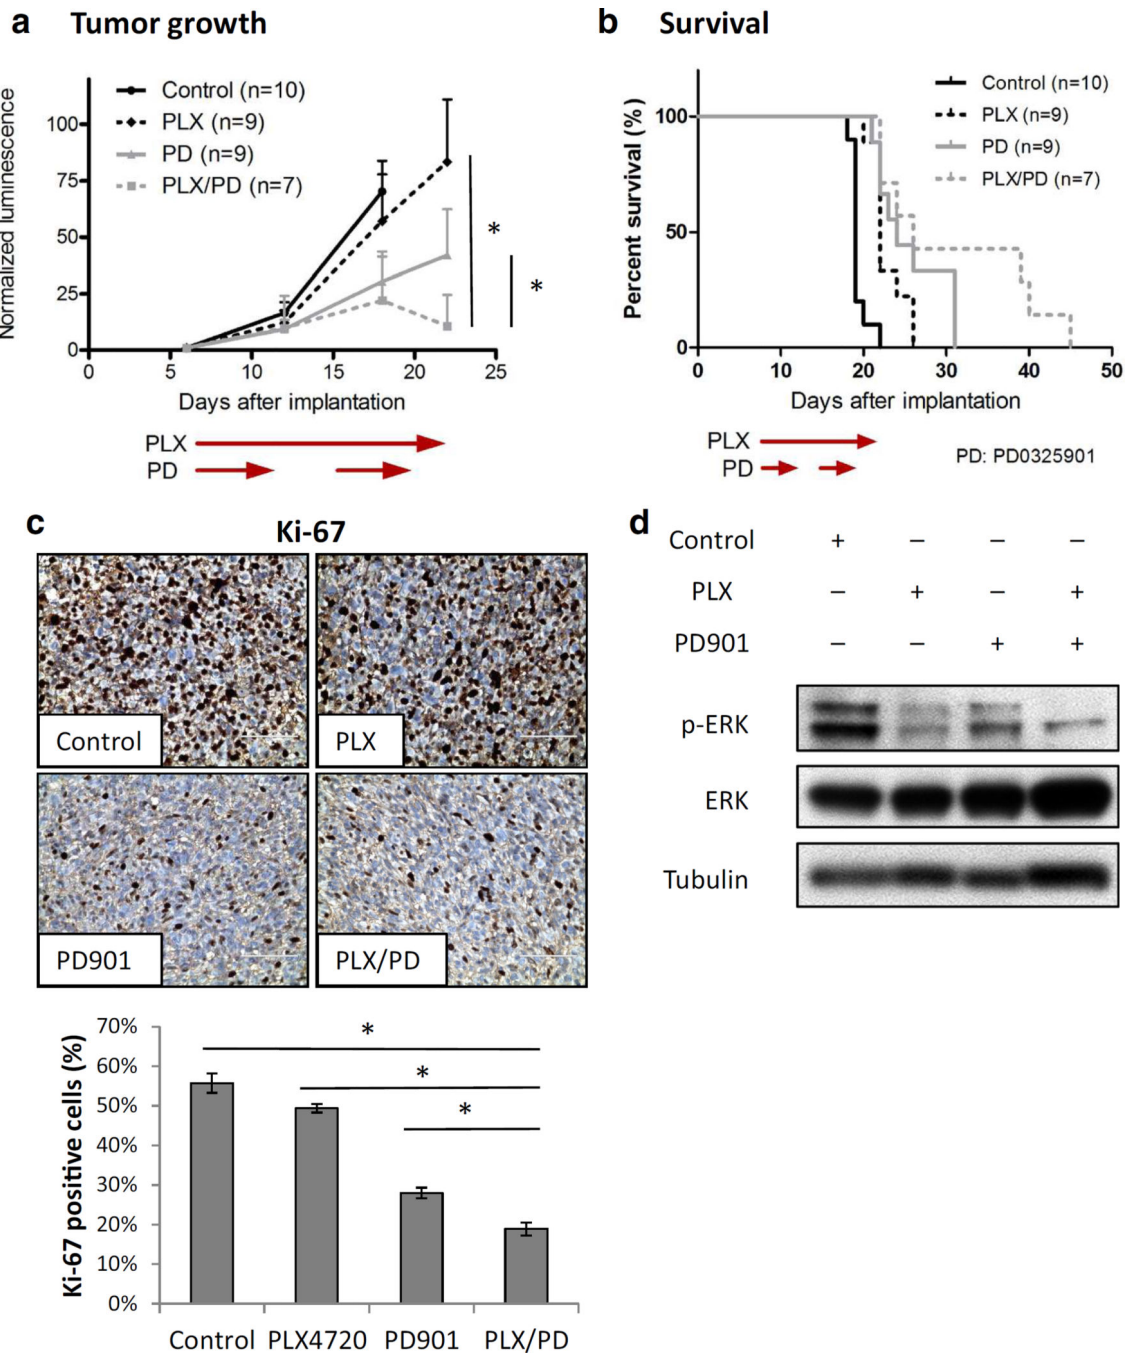 a Tumor growth
Normalized luminescence
100
75
50
25
0
0 5 10 15 20 25
Days after implantation
Control (n=10)
PLX (n=9)
PD (n=9)
PLX/PD (n=7)
*
*
PLX
PD
b Survival
Percent survival (%)
100
50
0
0 10 20 30 40 50
Days after implantation
Control (n=10)
PLX (n=9)
PD (n=9)
PLX/PD (n=7)
PLX
PD
PD: PD0325901
c Ki-67
Control
PLX
PD901
PLX/PD
Ki-67 positive cells (%)
70%
60%
50%
40%
30%
20%
10%
0%
*
*
*
Control PLX4720 PD901 PLX/PD
d
Control + – – –
PLX – + – +
PD901 – – + +
p-ERK
ERK
Tubulin